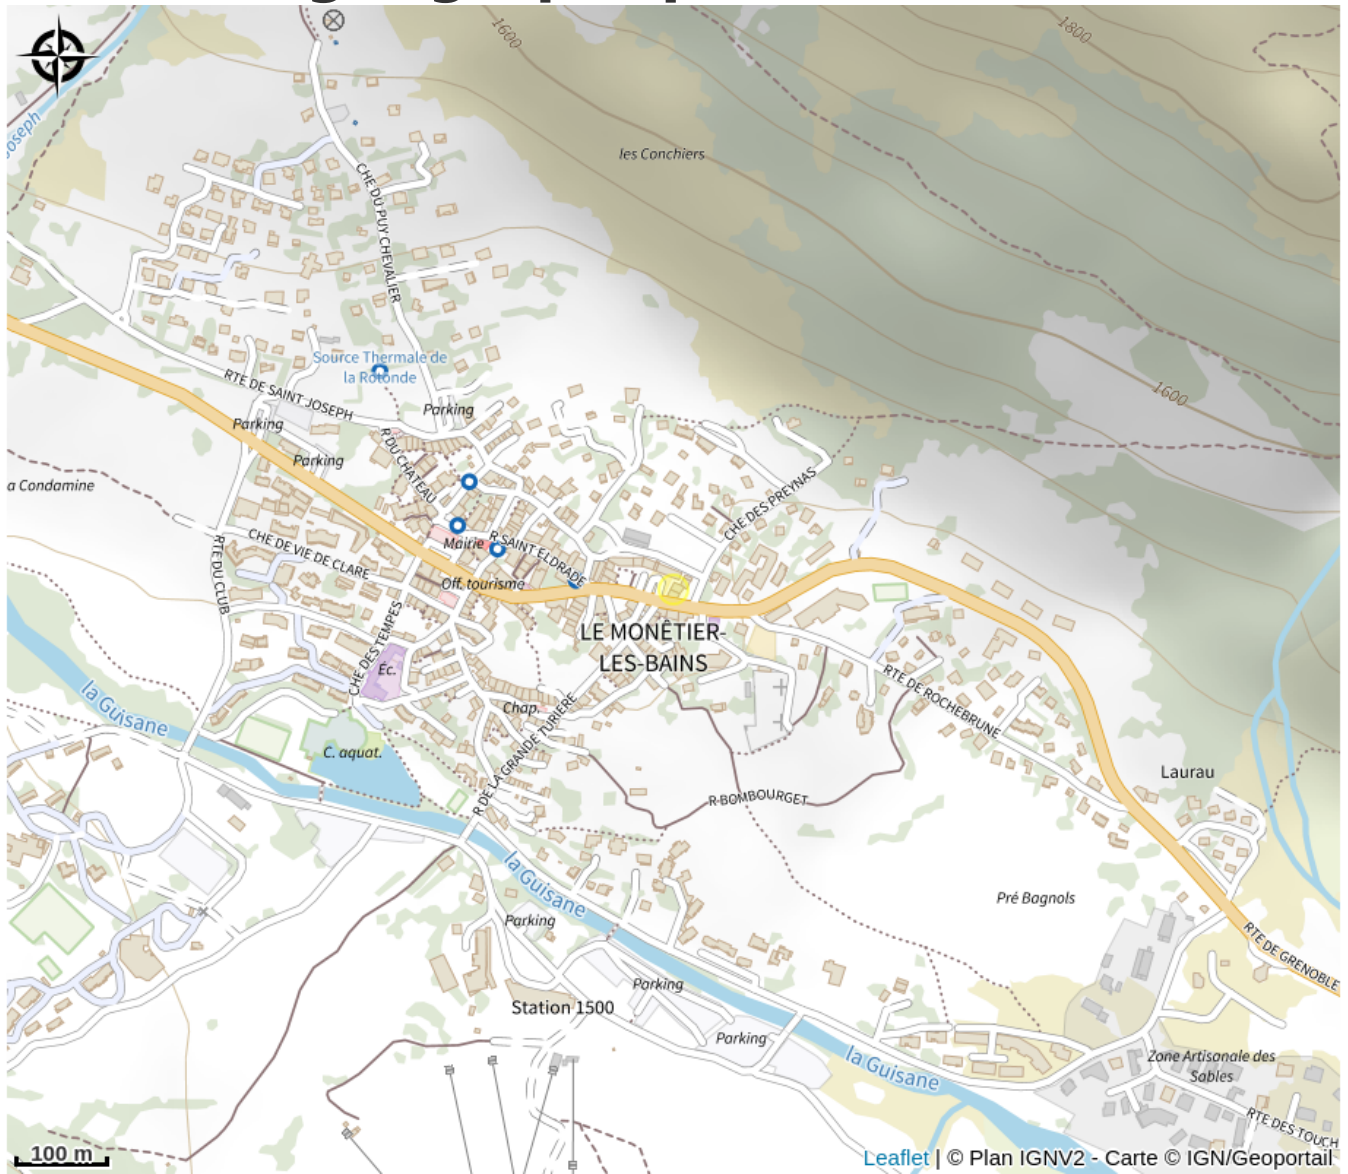 1600
1800
Joseph
les Conchiers
CHE DU PUY CHEVALIER
Source Thermale de
la Rotonde
RTE DE SAINT-JOSEPH
1600
Parking
Parking
Parking
R DU CHATEAU
a Condamine
CHE DES PREYNAS
Mairie
R SAINT ELDRADE
CHE DE VIE DE CLARE
RTE DU CLUB
Off. tourisme
CHE DES TEMPES
LE MONÊTIER-
LES-BAINS
Éc.
RTE DE ROCHEBRUNE
la Guisane
Chap.
C. aquat.
R DE LA GRANDE TURIERE
Laurau
R BOMBOURGET
la Guisane
Pré Bagnols
Parking
RTE DE GRENOBLE
Parking
Station 1500
Parking
la Guisane
Zone Artisanale des
Sables
RTE DES TOUCH
100 m
Leaflet | © Plan IGNV2 - Carte © IGN/Geoportail